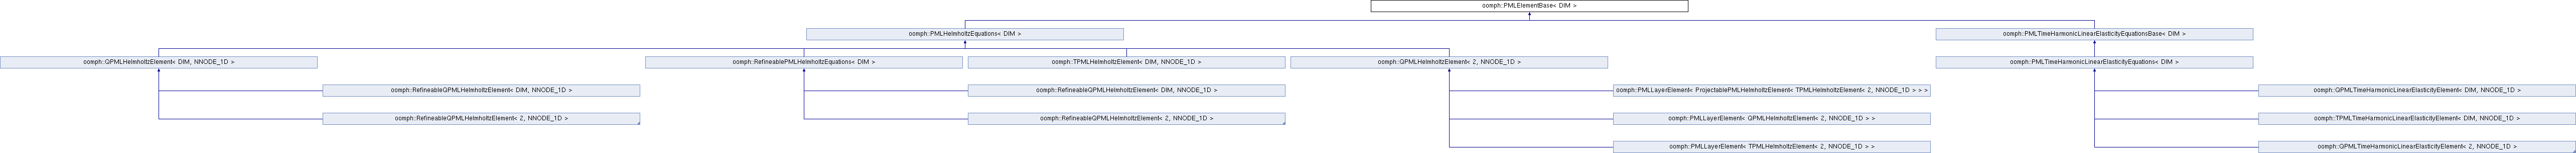 oomph::PMLElementBase< DIM >
oomph::PMLHelmholtzEquations< DIM >
oomph::PMLTimeHarmonicLinearElasticityEquationsBase< DIM >
oomph::QPMLHelmholtzElement< DIM, NNODE_1D >
oomph::RefineablePMLHelmholtzEquations< DIM >
oomph::TPMLHelmholtzElement< DIM, NNODE_1D >
oomph::QPMLHelmholtzElement< 2, NNODE_1D >
oomph::PMLTimeHarmonicLinearElasticityEquations< DIM >
oomph::RefineableQPMLHelmholtzElement< DIM, NNODE_1D >
oomph::RefineableQPMLHelmholtzElement< DIM, NNODE_1D >
oomph::PMLLayerElement< ProjectablePMLHelmholtzElement< TPMLHelmholtzElement< 2, NNODE_1D > > >
oomph::QPMLTimeHarmonicLinearElasticityElement< DIM, NNODE_1D >
oomph::RefineableQPMLHelmholtzElement< 2, NNODE_1D >
oomph::RefineableQPMLHelmholtzElement< 2, NNODE_1D >
oomph::PMLLayerElement< QPMLHelmholtzElement< 2, NNODE_1D > >
oomph::TPMLTimeHarmonicLinearElasticityElement< DIM, NNODE_1D >
oomph::PMLLayerElement< TPMLHelmholtzElement< 2, NNODE_1D > >
oomph::QPMLTimeHarmonicLinearElasticityElement< 2, NNODE_1D >